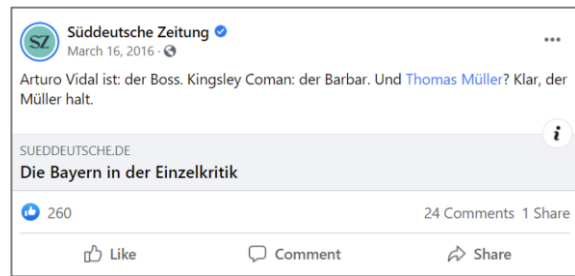 SZ
Süddeutsche Zeitung
March 16, 2016 ·
Arturo Vidal ist: der Boss. Kingsley Coman: der Barbar. Und Thomas Müller? Klar, der
Müller halt.
i
SUEDDEUTSCHE.DE
Die Bayern in der Einzelkritik
260
24 Comments 1 Share
Like
Comment
Share